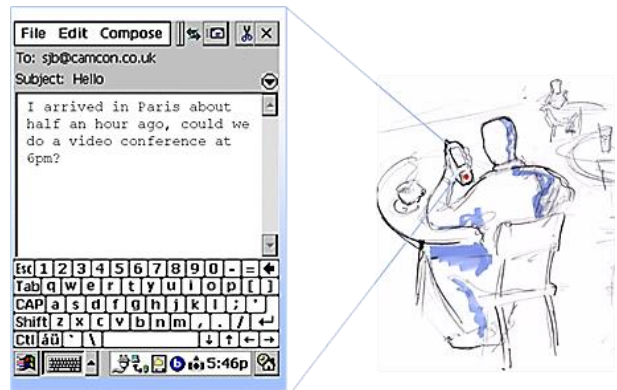 File Edit Compose
To: sjb@camcon.co.uk
Subject: Hello
I arrived in Paris about
half an hour ago, could we
do a video conference at
6pm?
Esc 1 2 3 4 5 6 7 8 9 0 - =
Tab q w e r t y u i o p [ ]
CAP a s d f g h j k l ; '
Shift z x c v b n m , . /
Ctl áü ` \
5:46p